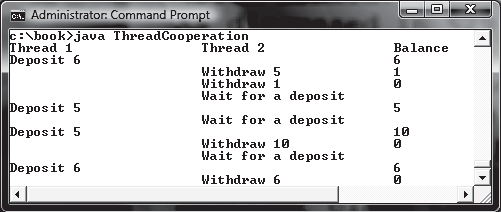 Administrator: Command Prompt
c:\book>java ThreadCooperation
Thread 1 Thread 2 Balance
Deposit 6 6
Withdraw 5 1
Withdraw 1 0
Wait for a deposit
Deposit 5 5
Wait for a deposit
Deposit 5 10
Withdraw 10 0
Wait for a deposit
Deposit 6 6
Withdraw 6 0